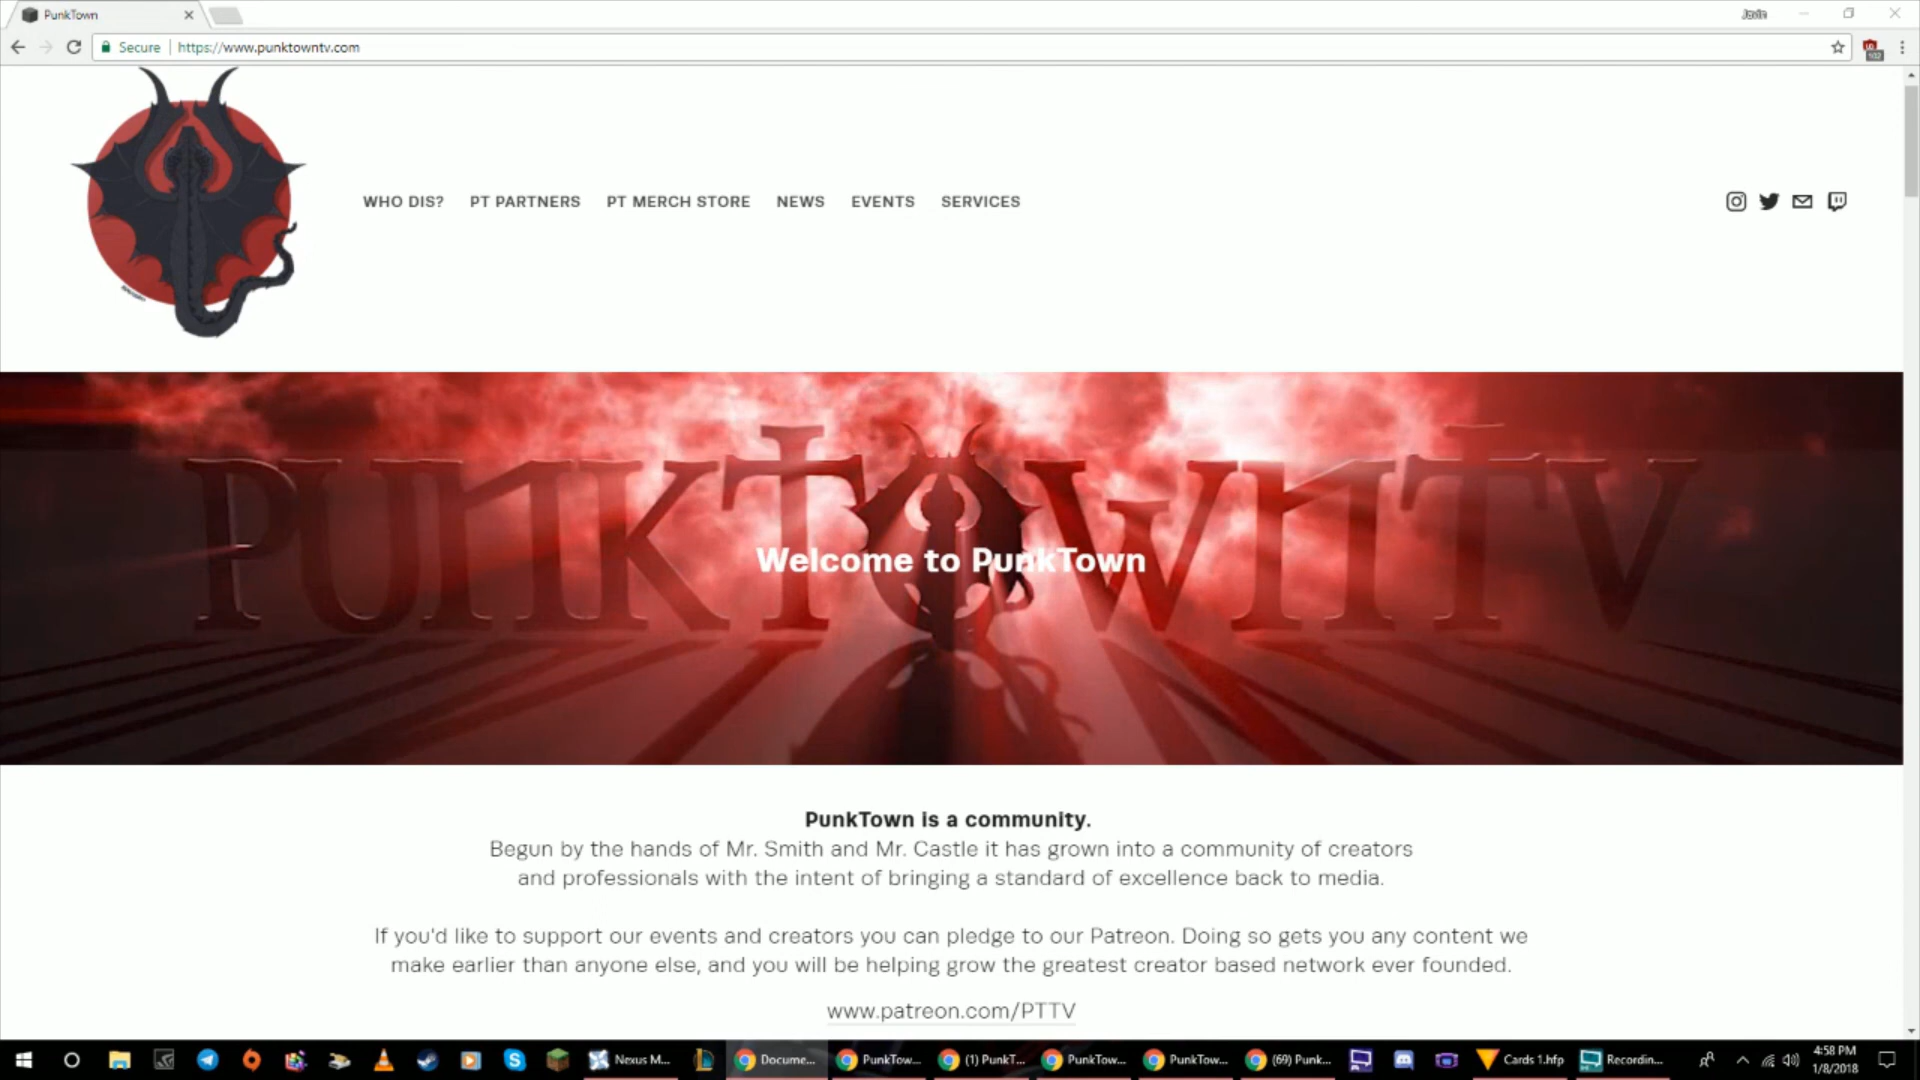 PunkTown
Javin
Secure
https://www.punktowntv.com
102
WHO DIS?
PT PARTNERS
PT MERCH STORE
NEWS
EVENTS
SERVICES
PUNKTOWNTV
Welcome to PunkTown
PunkTown is a community.
Begun by the hands of Mr. Smith and Mr. Castle it has grown into a community of creators
and professionals with the intent of bringing a standard of excellence back to media.
If you'd like to support our events and creators you can pledge to our Patreon. Doing so gets you any content we
make earlier than anyone else, and you will be helping grow the greatest creator based network ever founded.
www.patreon.com/PTTV
Nexus M...
Docume...
PunkTow...
(1) PunkT...
PunkTow...
PunkTow...
(69) Punk...
Cards 1.hfp
Recordin...
4:58 PM
1/8/2018